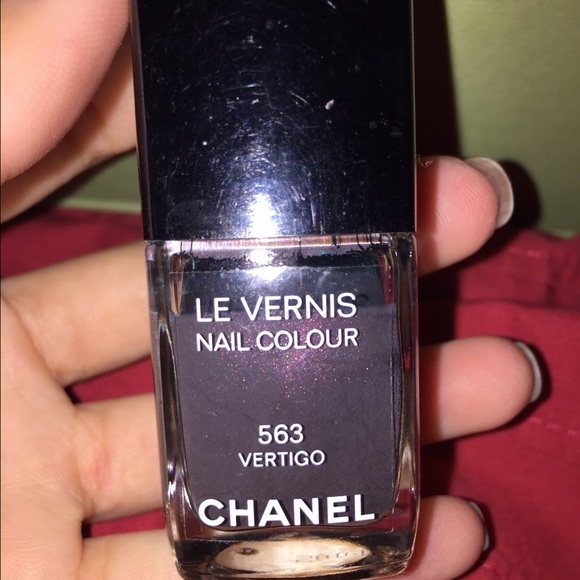 LE VERNIS
NAIL COLOUR
563
VERTIGO
CHANEL